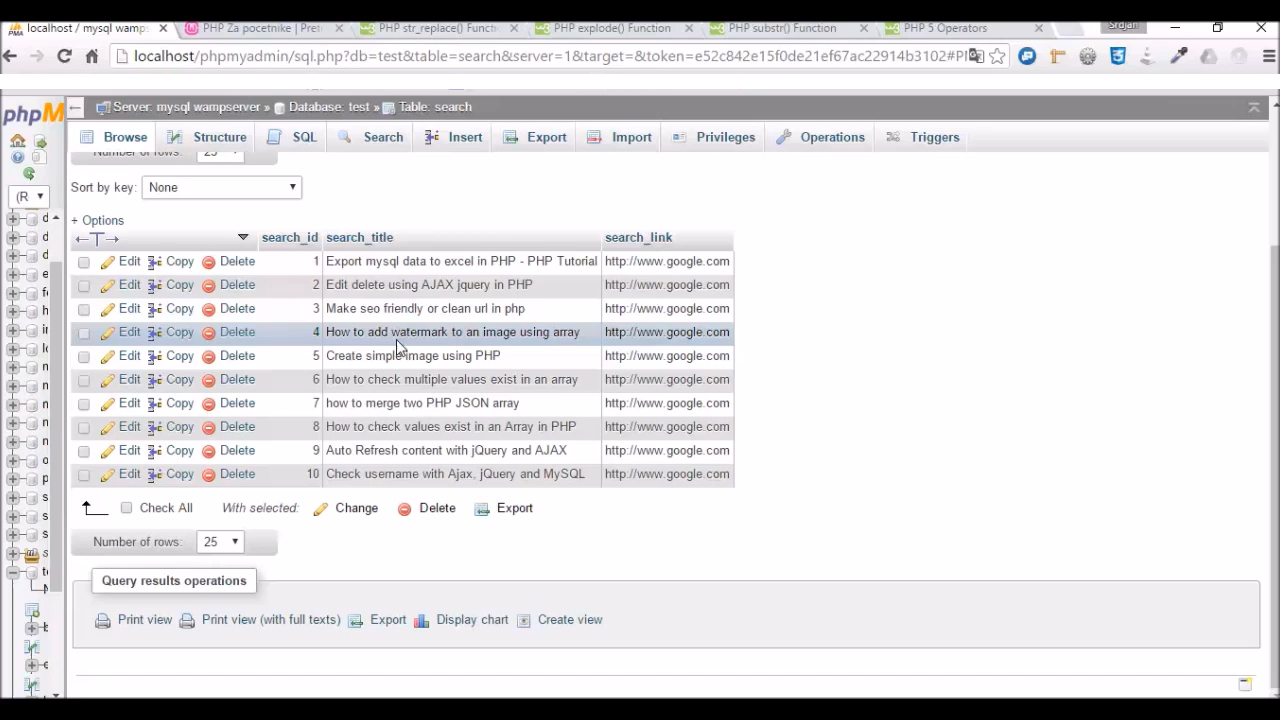 localhost / mysql wamps
PHP Za pocetnike | Pret
PHP str_replace() Functi
PHP explode() Function
PHP substr() Function
PHP 5 Operators
Srdjan
localhost/phpmyadmin/sql.php?db=test&table=search&server=1&target=&token=e52c842e15f0de21ef67ac22914b3102#PI
phpM
Server: mysql wampserver » Database: test » Table: search
Browse Structure SQL Search Insert Export Import Privileges Operations Triggers
Number of rows: 25
(R
Sort by key: None
+ Options
←T→ search_id search_title search_link
Edit Copy Delete 1 Export mysql data to excel in PHP - PHP Tutorial http://www.google.com
Edit Copy Delete 2 Edit delete using AJAX jquery in PHP http://www.google.com
Edit Copy Delete 3 Make seo friendly or clean url in php http://www.google.com
Edit Copy Delete 4 How to add watermark to an image using array http://www.google.com
Edit Copy Delete 5 Create simple image using PHP http://www.google.com
Edit Copy Delete 6 How to check multiple values exist in an array http://www.google.com
Edit Copy Delete 7 how to merge two PHP JSON array http://www.google.com
Edit Copy Delete 8 How to check values exist in an Array in PHP http://www.google.com
Edit Copy Delete 9 Auto Refresh content with jQuery and AJAX http://www.google.com
Edit Copy Delete 10 Check username with Ajax, jQuery and MySQL http://www.google.com
Check All With selected: Change Delete Export
Number of rows: 25
Query results operations
Print view Print view (with full texts) Export Display chart Create view